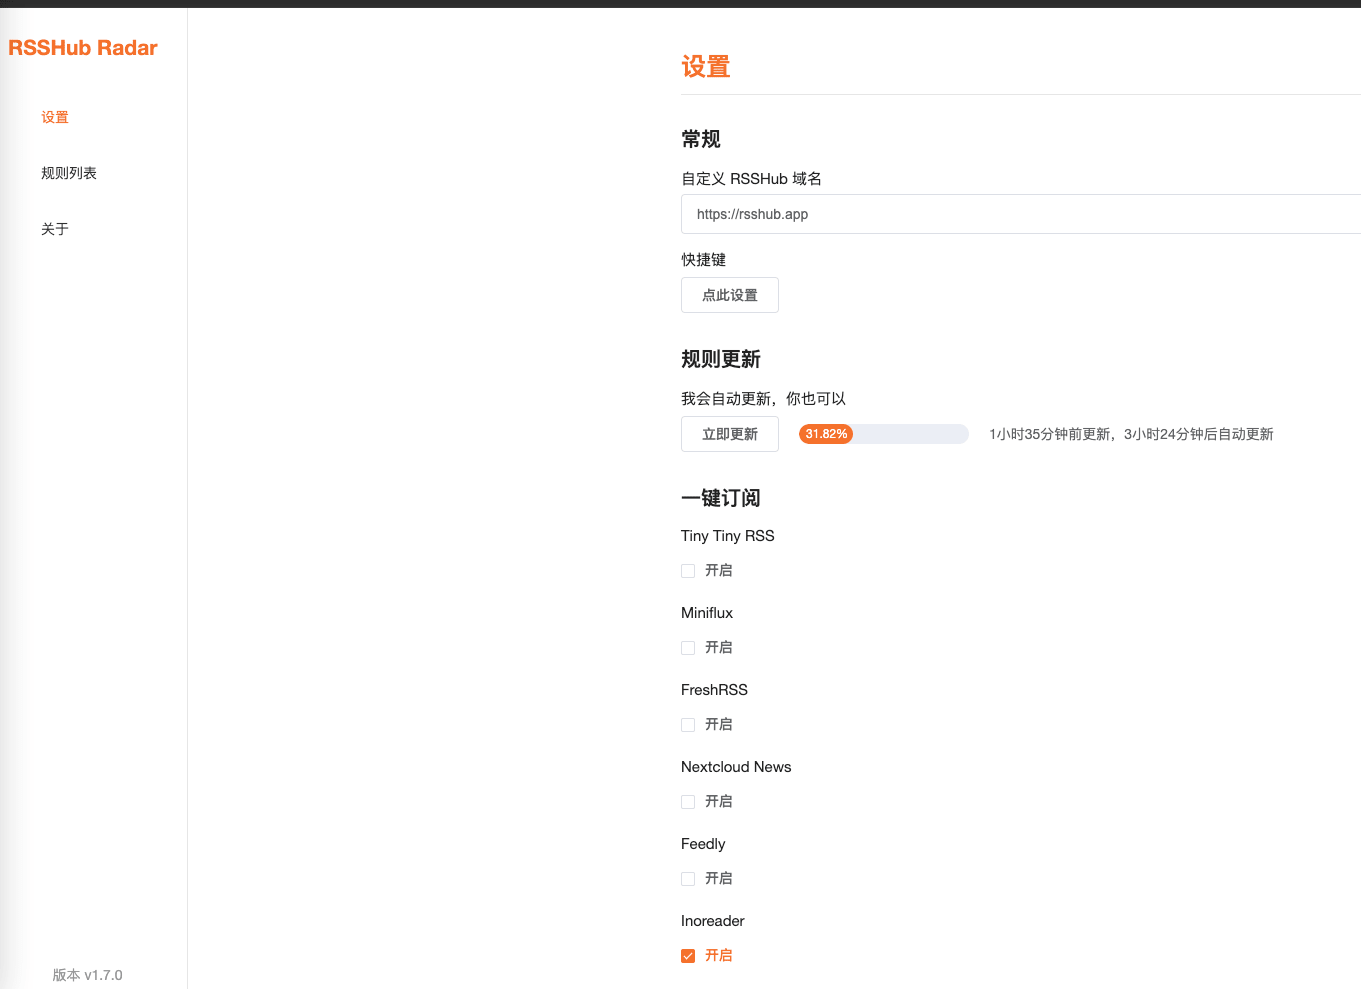 RSSHub Radar
设置
规则列表
关于
版本 v1.7.0
设置
常规
自定义 RSSHub 域名
https://rsshub.app
快捷键
点此设置
规则更新
我会自动更新，你也可以
立即更新
31.82%
1小时35分钟前更新，3小时24分钟后自动更新
一键订阅
Tiny Tiny RSS
开启
Miniflux
开启
FreshRSS
开启
Nextcloud News
开启
Feedly
开启
Inoreader
开启